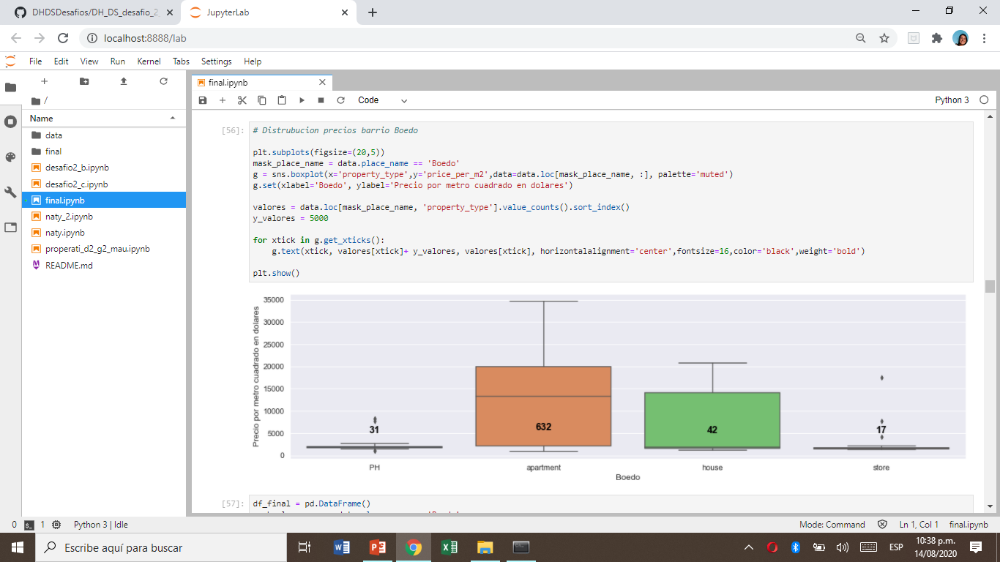 DHDSDesafios/DH_DS_desafio_2
JupyterLab
localhost:8888/lab
File Edit View Run Kernel Tabs Settings Help
/
Name
data
final
desafio2_b.ipynb
desafio2_c.ipynb
final.ipynb
naty_2.ipynb
naty.ipynb
properati_d2_g2_mau.ipynb
README.md
final.ipynb
Code
Python 3
[56]:
# Distrubucion precios barrio Boedo
plt.subplots(figsize=(20,5))
mask_place_name = data.place_name == 'Boedo'
g = sns.boxplot(x='property_type',y='price_per_m2',data=data.loc[mask_place_name, :], palette='muted')
g.set(xlabel='Boedo', ylabel='Precio por metro cuadrado en dolares')
valores = data.loc[mask_place_name, 'property_type'].value_counts().sort_index()
y_valores = 5000
for xtick in g.get_xticks():
g.text(xtick, valores[xtick]+ y_valores, valores[xtick], horizontalalignment='center',fontsize=16,color='black',weight='bold')
plt.show()
Precio por metro cuadrado en dolares
35000
30000
25000
20000
15000
10000
5000
0
31
632
42
17
PH apartment house store
Boedo
[57]:
df_final = pd.DataFrame()
0 1 Python 3 | Idle
Mode: Command Ln 1, Col 1 final.ipynb
Escribe aquí para buscar
ESP
10:38 p.m.
14/08/2020